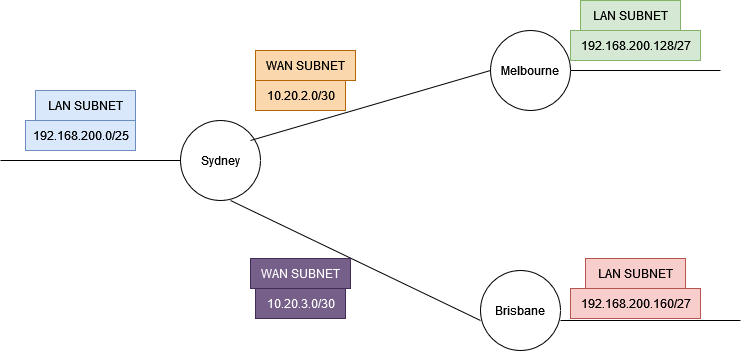 LAN SUBNET
192.168.200.128/27
WAN SUBNET
10.20.2.0/30
Melbourne
LAN SUBNET
192.168.200.0/25
Sydney
WAN SUBNET
10.20.3.0/30
LAN SUBNET
192.168.200.160/27
Brisbane